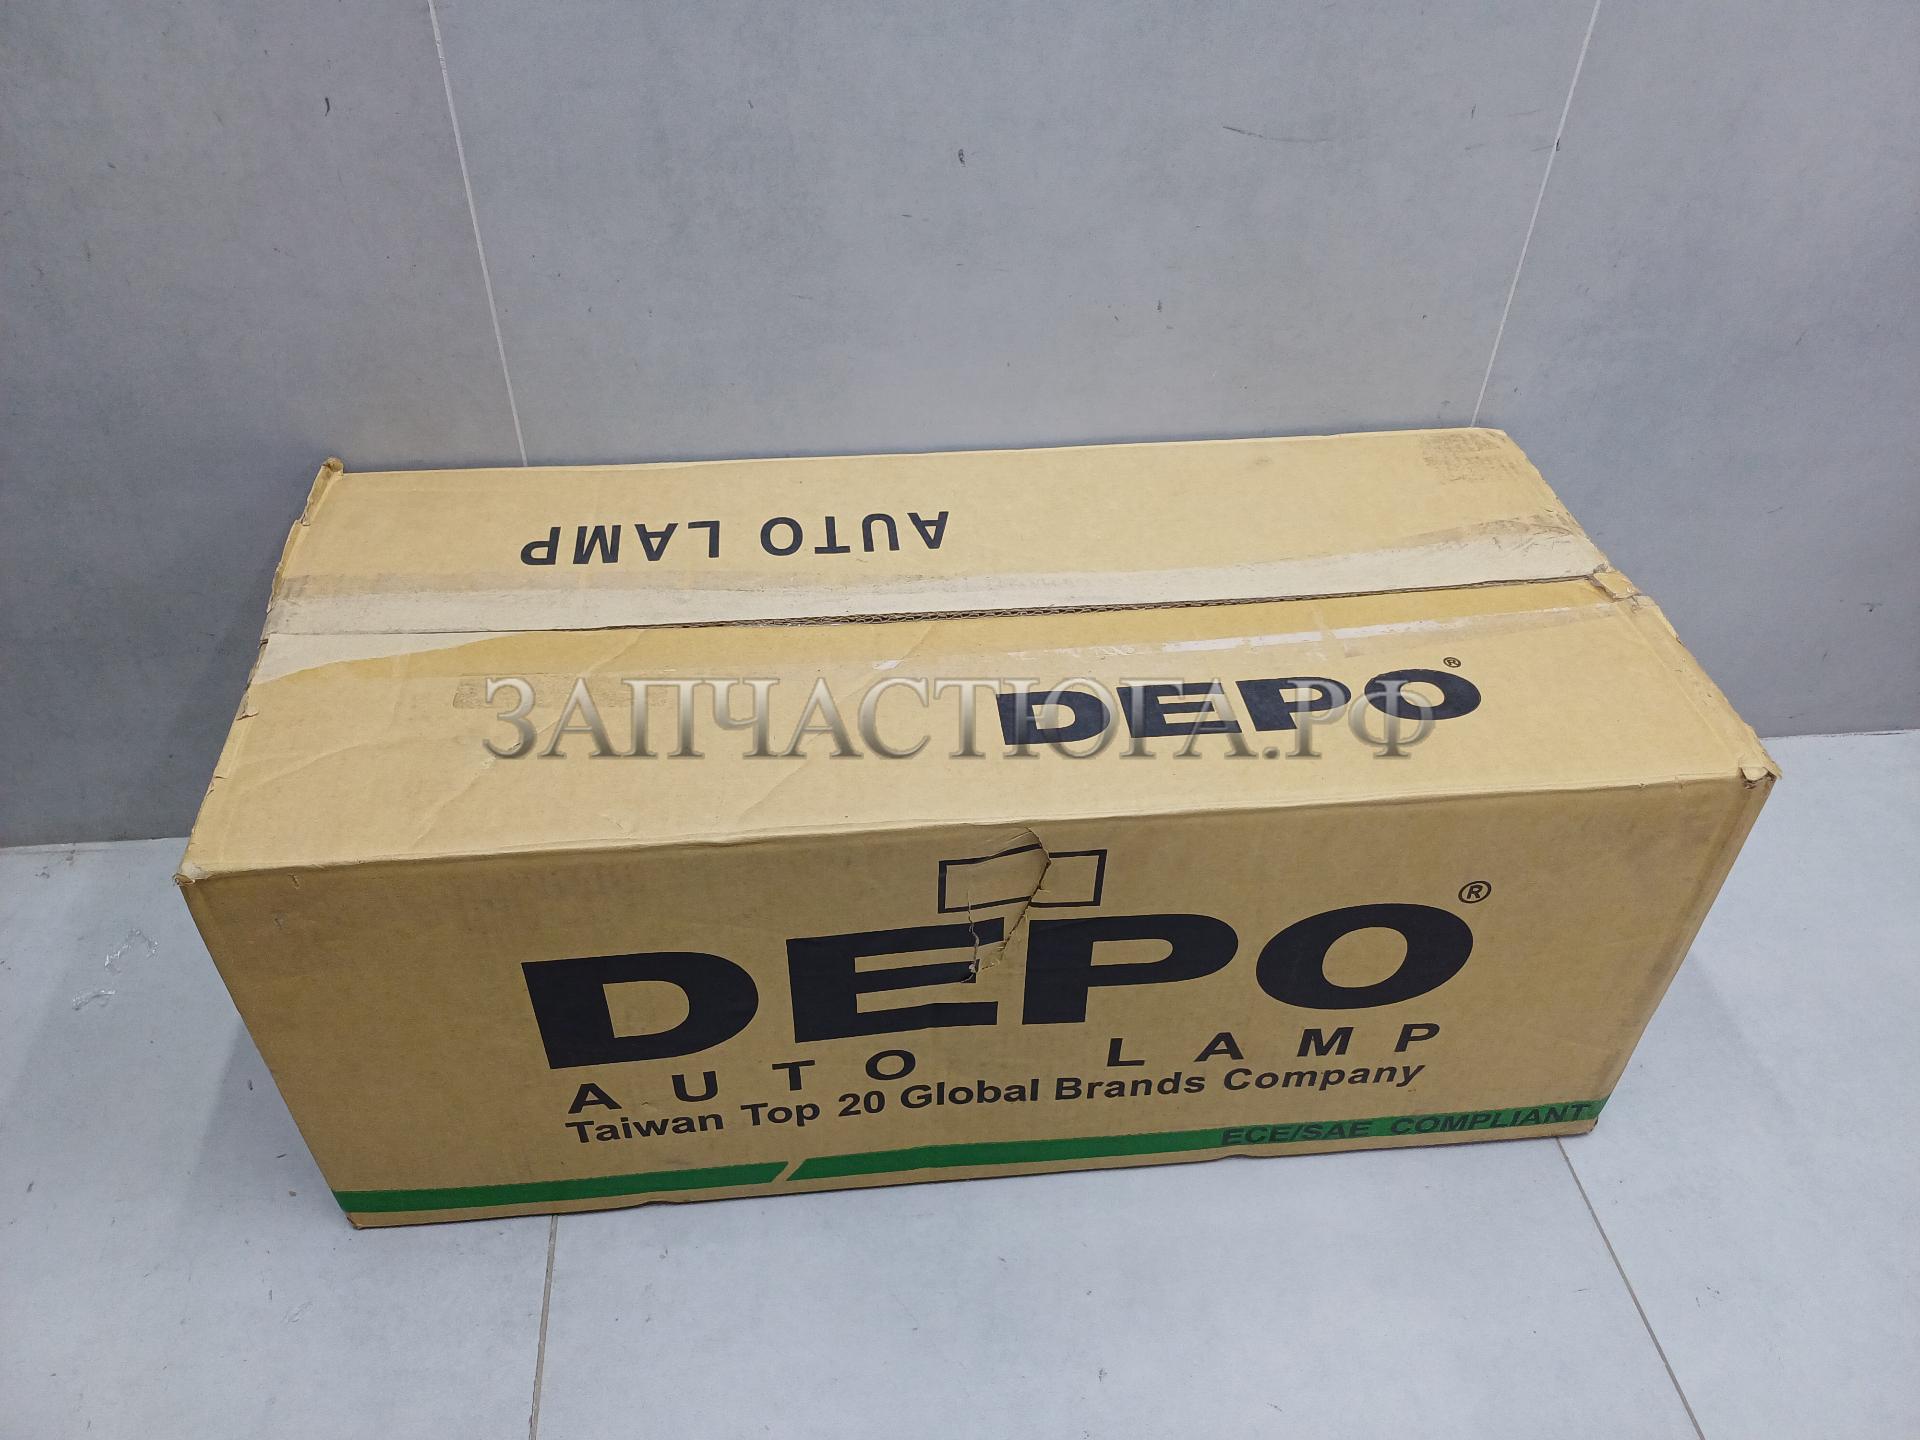 AUTO LAMP
DEPO®
ЗАПЧАСТЮГА.РФ
DEPO®
AUTO LAMP
Taiwan Top 20 Global Brands Company
ECE/SAE COMPLIANT